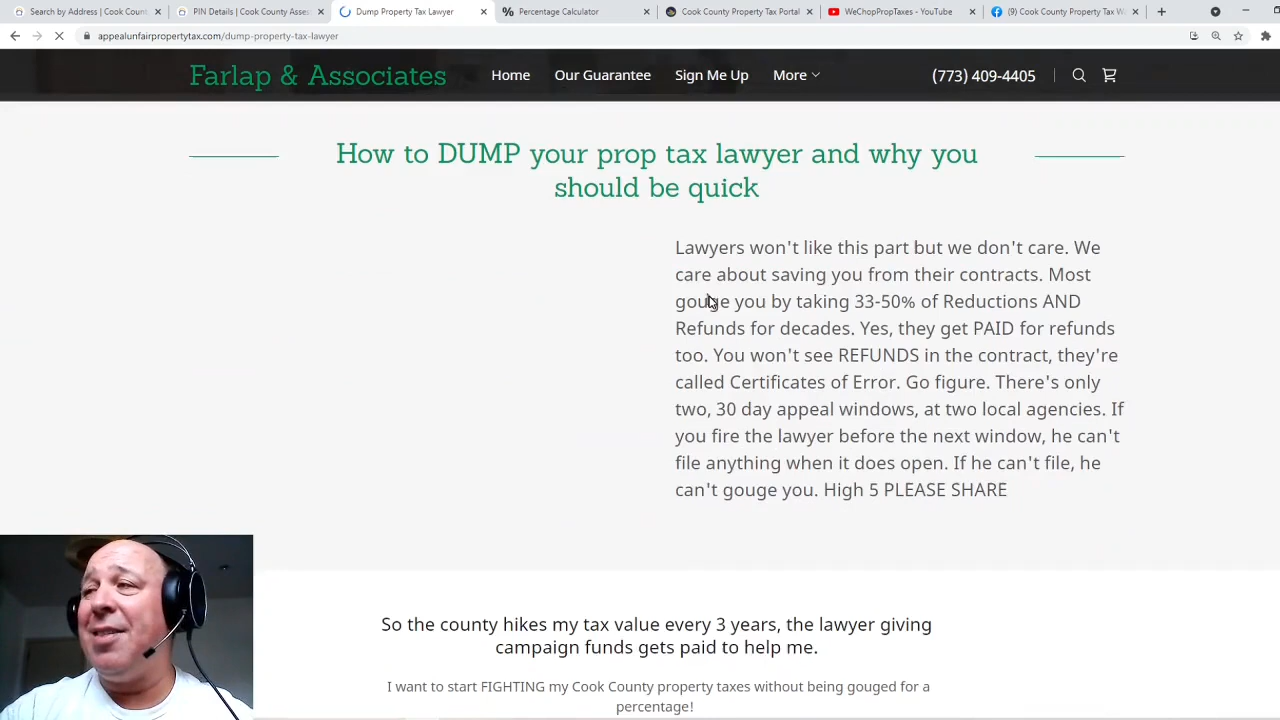 Search by Address | Cook Count
PIN Details | Cook County Asses
Dump Property Tax Lawyer
Percentage Calculator
Cook County Property Tax Portal
WeChopPropTaxes - YouTube
(9) Cook County Property Tax W
appealunfairpropertytax.com/dump-property-tax-lawyer
Farlap & Associates
Home
Our Guarantee
Sign Me Up
More
(773) 409-4405
How to DUMP your prop tax lawyer and why you
should be quick
Lawyers won't like this part but we don't care. We
care about saving you from their contracts. Most
gouge you by taking 33-50% of Reductions AND
Refunds for decades. Yes, they get PAID for refunds
too. You won't see REFUNDS in the contract, they're
called Certificates of Error. Go figure. There's only
two, 30 day appeal windows, at two local agencies. If
you fire the lawyer before the next window, he can't
file anything when it does open. If he can't file, he
can't gouge you. High 5 PLEASE SHARE
So the county hikes my tax value every 3 years, the lawyer giving
campaign funds gets paid to help me.
I want to start FIGHTING my Cook County property taxes without being gouged for a
percentage!